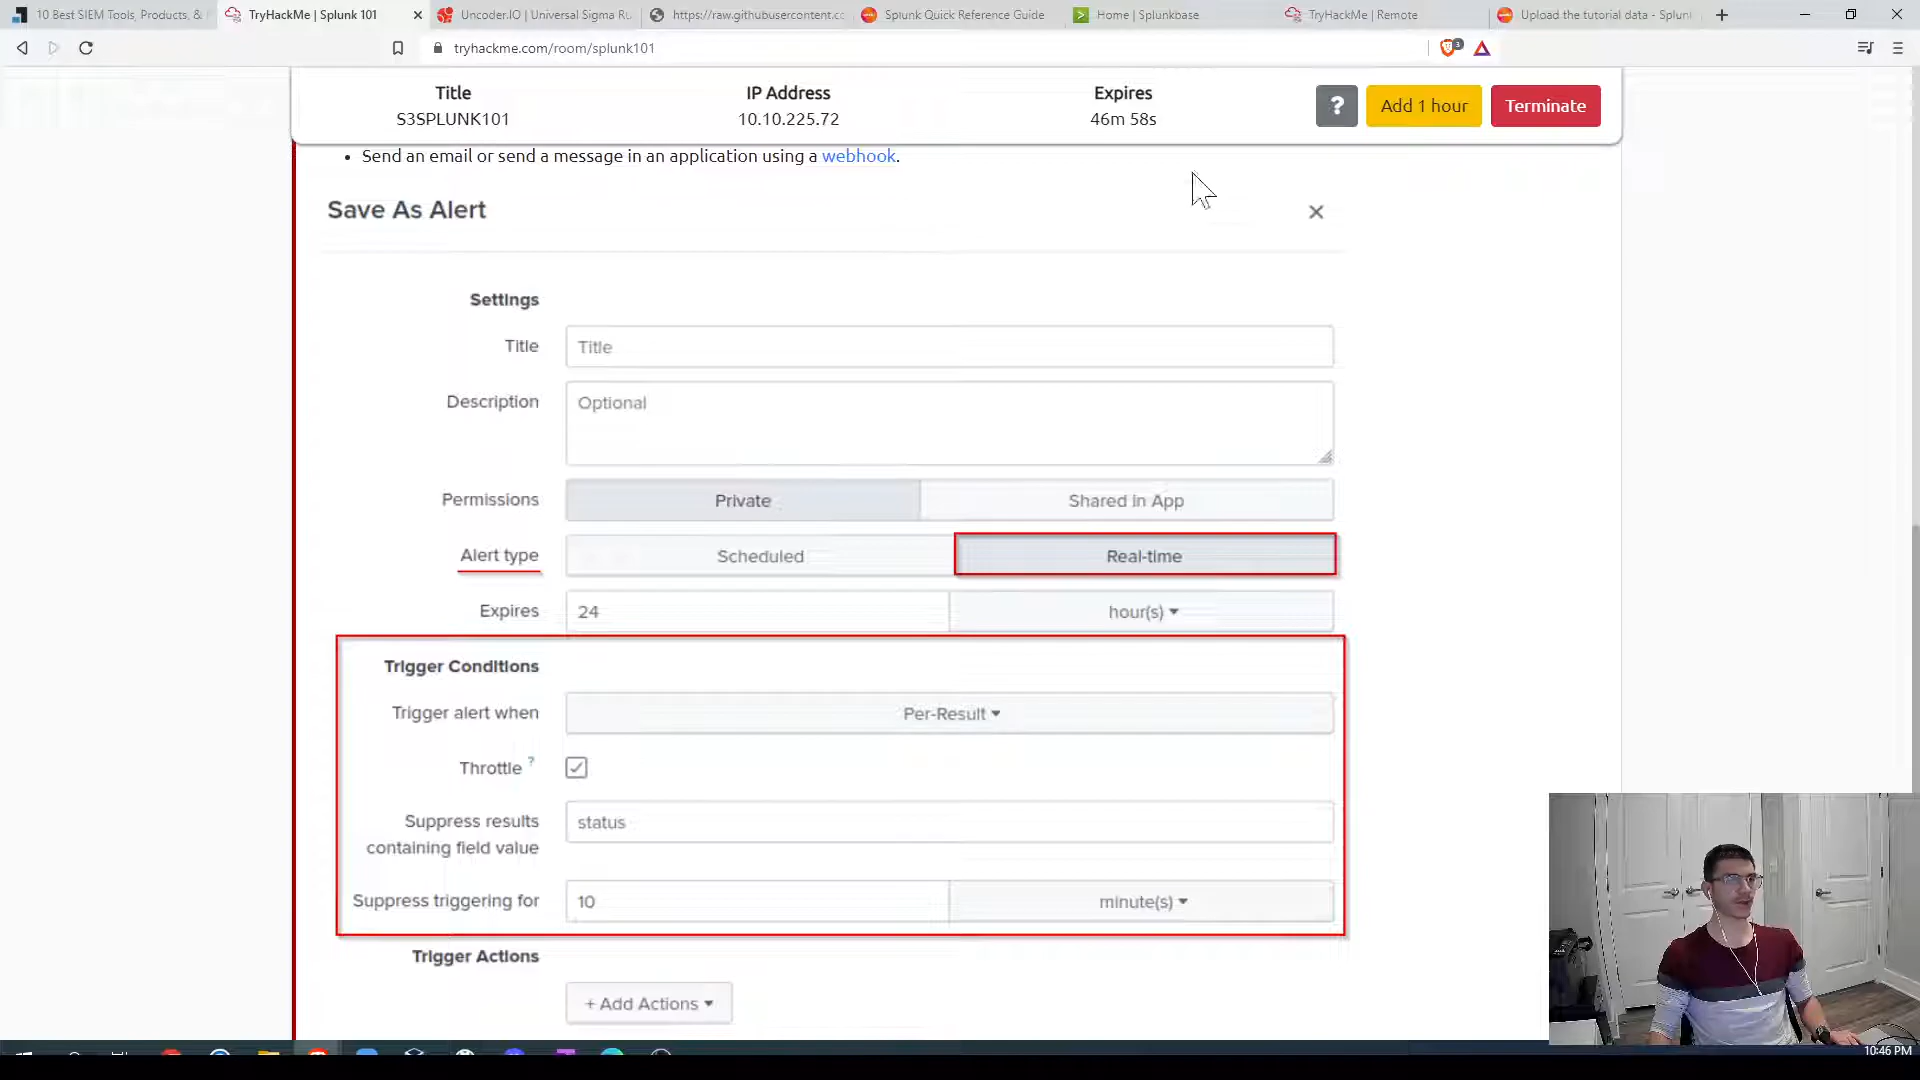 10 Best SIEM Tools, Products, &
TryHackMe | Splunk 101
Uncoder.IO | Universal Sigma Ru
https://raw.githubusercontent.cc
Splunk Quick Reference Guide
Home | Splunkbase
TryHackMe | Remote
Upload the tutorial data - Splun
tryhackme.com/room/splunk101
3
Title
S3SPLUNK101
IP Address
10.10.225.72
Expires
46m 58s
?
Add 1 hour
Terminate
• Send an email or send a message in an application using a webhook.
Save As Alert
Settings
Title
Title
Description
Optional
Permissions
Private
Shared in App
Alert type
Scheduled
Real-time
Expires
24
hour(s)
Trigger Conditions
Trigger alert when
Per-Result
Throttle ?
Suppress results
containing field value
status
Suppress triggering for
10
minute(s)
Trigger Actions
+ Add Actions
10:46 PM